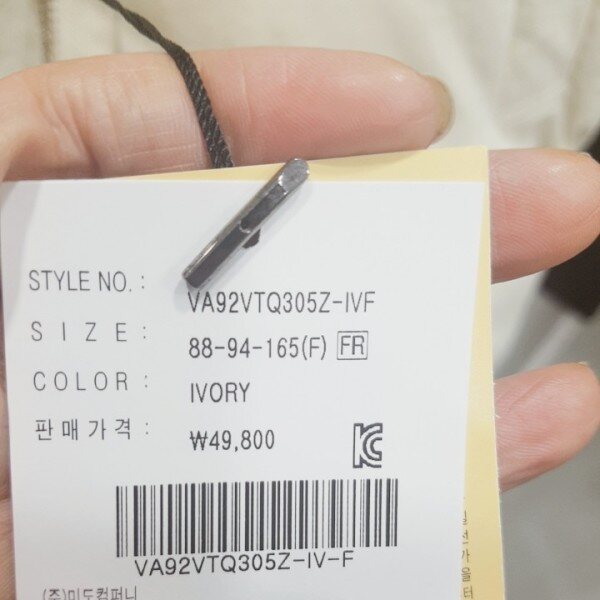 STYLE NO. : VA92VTQ305Z-IVF
SIZE : 88-94-165(F) FR
COLOR : IVORY
판매가격 : ₩49,800
VA92VTQ305Z-IV-F
(주)미도컴퍼니